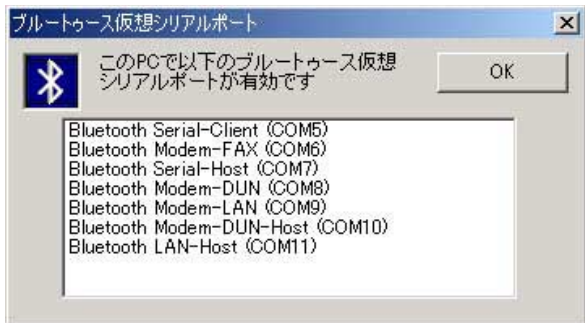 ブルートゥース仮想シリアルポート
このPCで以下のブルートゥース仮想
シリアルポートが有効です
OK
Bluetooth Serial-Client (COM5)
Bluetooth Modem-FAX (COM6)
Bluetooth Serial-Host (COM7)
Bluetooth Modem-DUN (COM8)
Bluetooth Modem-LAN (COM9)
Bluetooth Modem-DUN-Host (COM10)
Bluetooth LAN-Host (COM11)